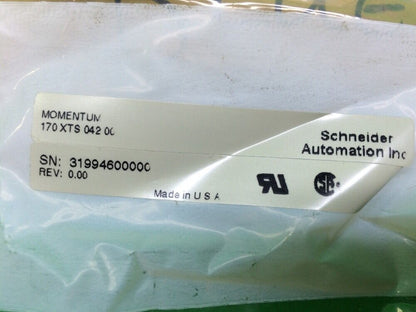 MOMENTUM
170 XTS 042 00
Schneider
Automation Inc
SN: 31994600000
REV: 0.00
Made in U S A